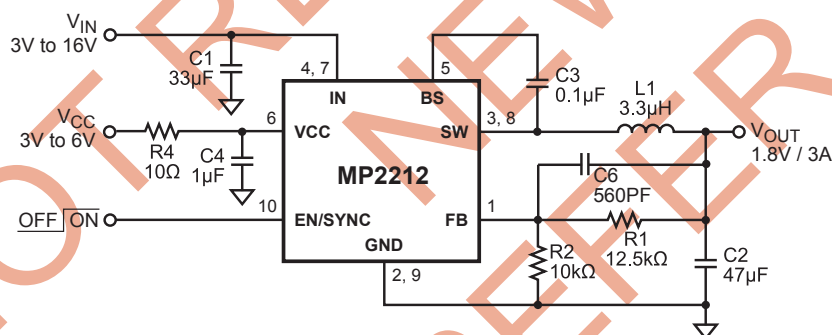 VIN
3V to 16V
C1
33µF
4, 7
5
C3
0.1µF
L1
3.3µH
IN
BS
VCC
3V to 6V
R4
10Ω
C4
1µF
6
VCC
SW
3, 8
VOUT
1.8V / 3A
MP2212
C6
560PF
OFF ON
10
EN/SYNC
FB
1
R1
12.5kΩ
GND
2, 9
R2
10kΩ
C2
47µF
NEW
REFER